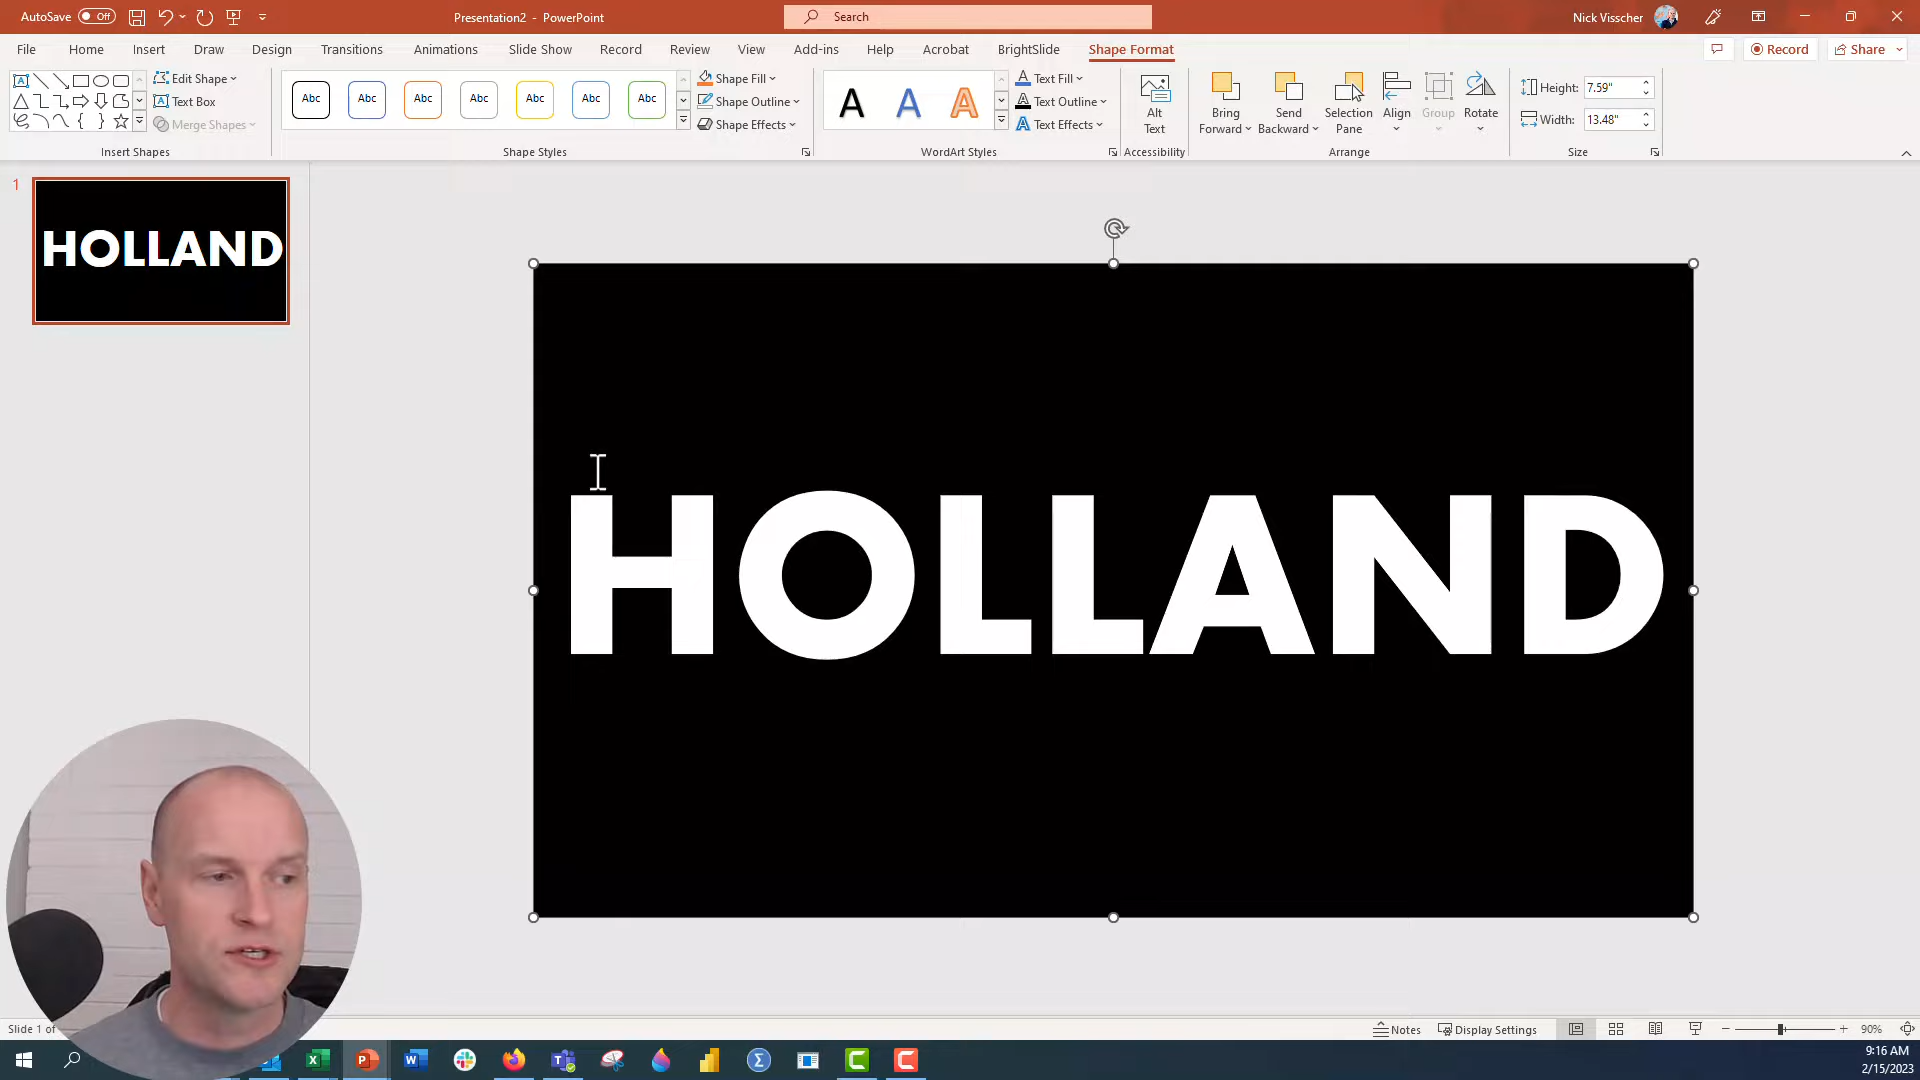 AutoSave Off Presentation2 - PowerPoint Search Nick Visscher
File Home Insert Draw Design Transitions Animations Slide Show Record Review View Add-ins Help Acrobat BrightSlide Shape Format Record Share
Edit Shape
Text Box
Merge Shapes
Insert Shapes
Abc Abc Abc Abc Abc Abc Abc
Shape Fill
Shape Outline
Shape Effects
Shape Styles
A A A
Text Fill
Text Outline
Text Effects
WordArt Styles
Alt
Text
Accessibility
Bring
Forward
Send
Backward
Selection
Pane
Align
Group
Rotate
Arrange
Height: 7.59"
Width: 13.48"
Size
1
HOLLAND
HOLLAND
Slide 1 of
Notes Display Settings 90%
9:16 AM
2/15/2023